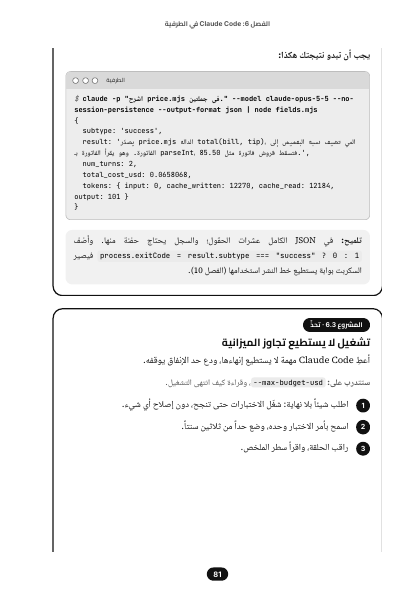 الفصل 6: Claude Code في الطرفية
يجب أن تبدو نتيجتك هكذا:
الطرفية
$ claude -p "اشرح price.mjs في جملتين." --model claude-opus-5-5 --no-
session-persistence --output-format json | node fields.mjs
{
subtype: 'success',
result: 'يصدّر price.mjs الدالة total(bill, tip)، التي تضيف نسبة البقشيش إلى
الفاتورة. وهو يقرأ الفاتورة بـ parseInt، فتسقط قروش فاتورة مثل 85.50.',
num_turns: 2,
total_cost_usd: 0.0658068,
tokens: { input: 0, cache_written: 12270, cache_read: 12184,
output: 101 }
}
تلميح: في JSON الكامل عشرات الحقول؛ والسجل يحتاج حفنة منها. وأضف
process.exitCode = result.subtype === "success" ? 0 : 1 فيصير
السكربت بوابة يستطيع خط النشر استخدامها (الفصل 10).
المشروع 6.3 · تحدٍّ
تشغيل لا يستطيع تجاوز الميزانية
أعطِ Claude Code مهمة لا يستطيع إنهاءها، ودع حد الإنفاق يوقفه.
ستتدرب على: --max-budget-usd، وقراءة كيف انتهى التشغيل.
1 اطلب شيئاً بلا نهاية: شغّل الاختبارات حتى تنجح، دون إصلاح أي شيء.
2 اسمح بأمر الاختبار وحده، وضع حداً من ثلاثين سنتاً.
3 راقب الحلقة، واقرأ سطر الملخص.
81